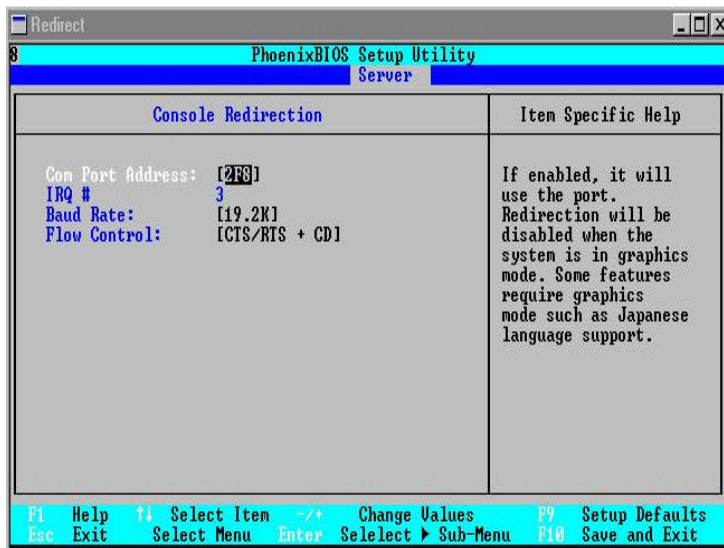 Redirect
8 PhoenixBIOS Setup Utility
Server
Console Redirection
Item Specific Help
Com Port Address: [2F8]
IRQ # 3
Baud Rate: [19.2K]
Flow Control: [CTS/RTS + CD]
If enabled, it will
use the port.
Redirection will be
disabled when the
system is in graphics
mode. Some features
require graphics
mode such as Japanese
language support.
F1 Help ↑↓ Select Item -/+ Change Values F9 Setup Defaults
Esc Exit Select Menu Enter Selelect ▶ Sub-Menu F10 Save and Exit